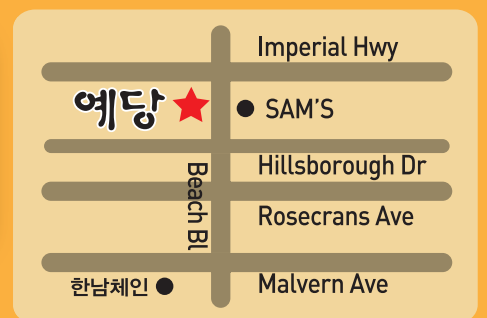 Imperial Hwy
예당
SAM'S
Hillsborough Dr
Beach Bl
Rosecrans Ave
한남체인
Malvern Ave